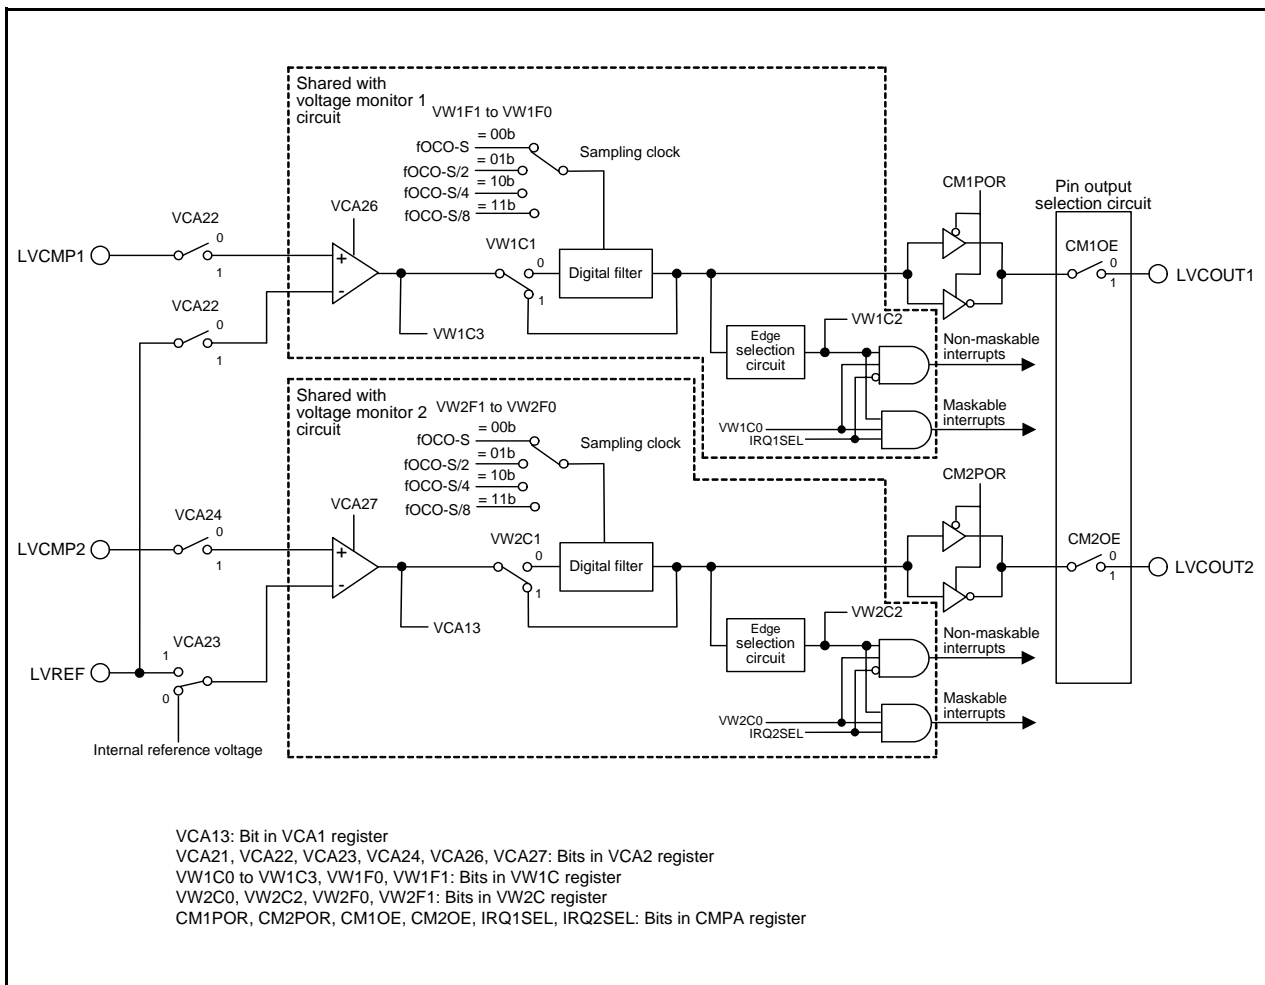 Shared with
voltage monitor 1
circuit
VW1F1 to VW1F0
= 00b
fOCO-S
= 01b
fOCO-S/2
= 10b
fOCO-S/4
= 11b
fOCO-S/8
Sampling clock
VCA22
0
1
LVCMP1
VCA26
+
-
VW1C1
0
1
Digital filter
VW1C3
VCA22
0
1
CM1POR
Pin output
selection circuit
CM1OE
0
1
LVCOUT1
VW1C2
Edge
selection
circuit
Non-maskable
interrupts
Maskable
interrupts
VW1C0
IRQ1SEL
Shared with
voltage monitor 2
circuit
VW2F1 to VW2F0
= 00b
fOCO-S
= 01b
fOCO-S/2
= 10b
fOCO-S/4
= 11b
fOCO-S/8
Sampling clock
VCA24
0
1
LVCMP2
VCA27
+
-
VW2C1
0
1
Digital filter
VCA13
CM2POR
CM2OE
0
1
LVCOUT2
VCA23
1
0
LVREF
Internal reference voltage
VW2C2
Edge
selection
circuit
Non-maskable
interrupts
Maskable
interrupts
VW2C0
IRQ2SEL
VCA13: Bit in VCA1 register
VCA21, VCA22, VCA23, VCA24, VCA26, VCA27: Bits in VCA2 register
VW1C0 to VW1C3, VW1F0, VW1F1: Bits in VW1C register
VW2C0, VW2C2, VW2F0, VW2F1: Bits in VW2C register
CM1POR, CM2POR, CM1OE, CM2OE, IRQ1SEL, IRQ2SEL: Bits in CMPA register